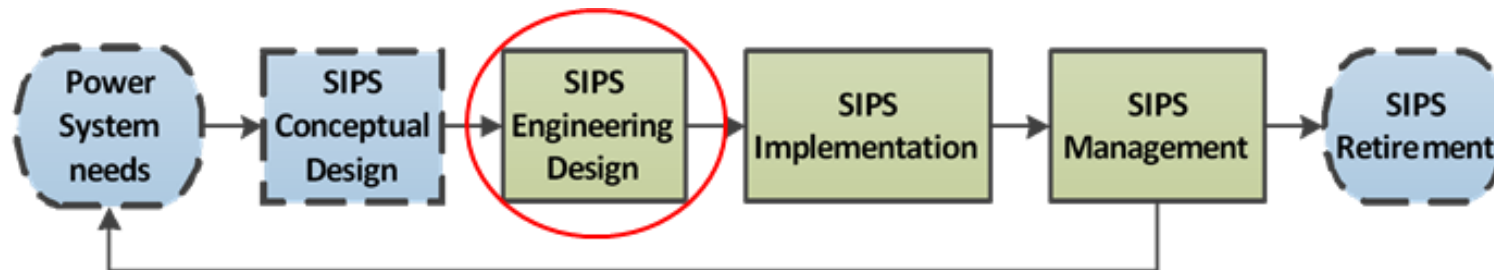 Power
System
needs
SIPS
Conceptual
Design
SIPS
Engineering
Design
SIPS
Implementation
SIPS
Management
SIPS
Retirement